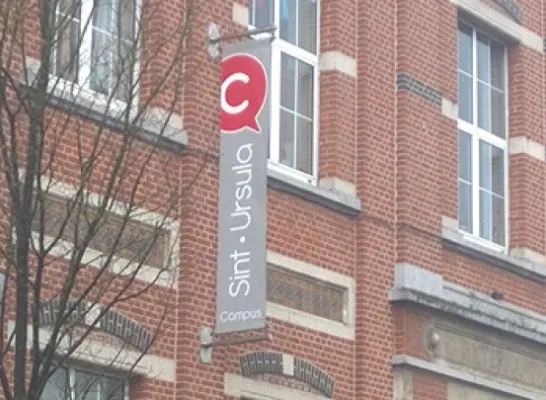 C
Sint · Ursula
Campus